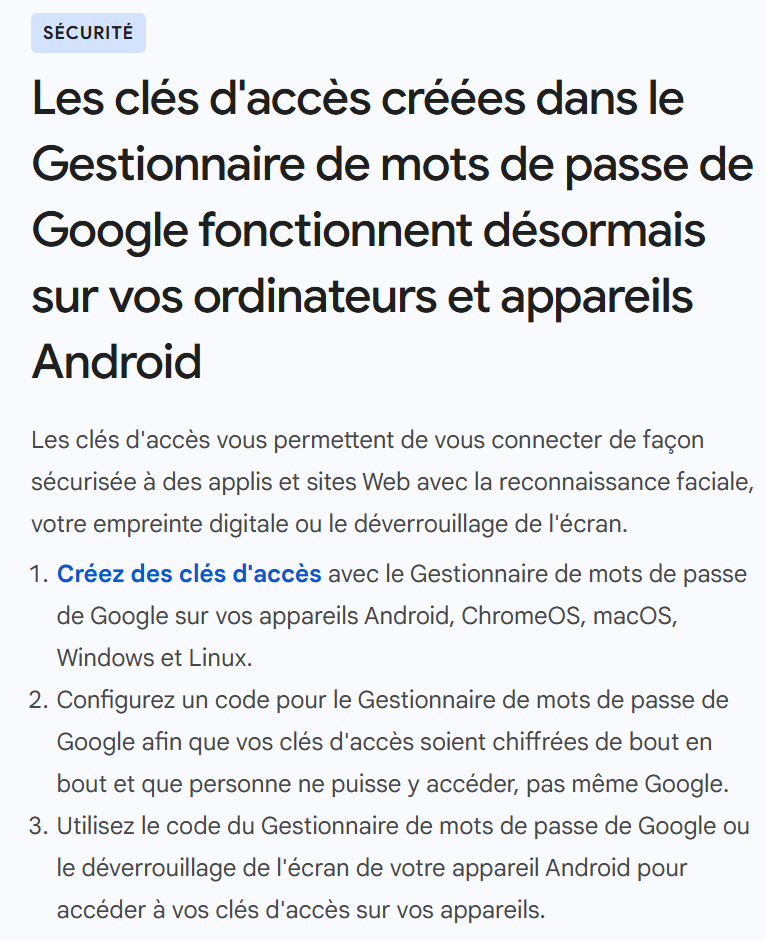 SÉCURITÉ
Les clés d'accès créées dans le
Gestionnaire de mots de passe de
Google fonctionnent désormais
sur vos ordinateurs et appareils
Android
Les clés d'accès vous permettent de vous connecter de façon
sécurisée à des applis et sites Web avec la reconnaissance faciale,
votre empreinte digitale ou le déverrouillage de l'écran.
1. Créez des clés d'accès avec le Gestionnaire de mots de passe
de Google sur vos appareils Android, ChromeOS, macOS,
Windows et Linux.
2. Configurez un code pour le Gestionnaire de mots de passe de
Google afin que vos clés d'accès soient chiffrées de bout en
bout et que personne ne puisse y accéder, pas même Google.
3. Utilisez le code du Gestionnaire de mots de passe de Google ou
le déverrouillage de l'écran de votre appareil Android pour
accéder à vos clés d'accès sur vos appareils.